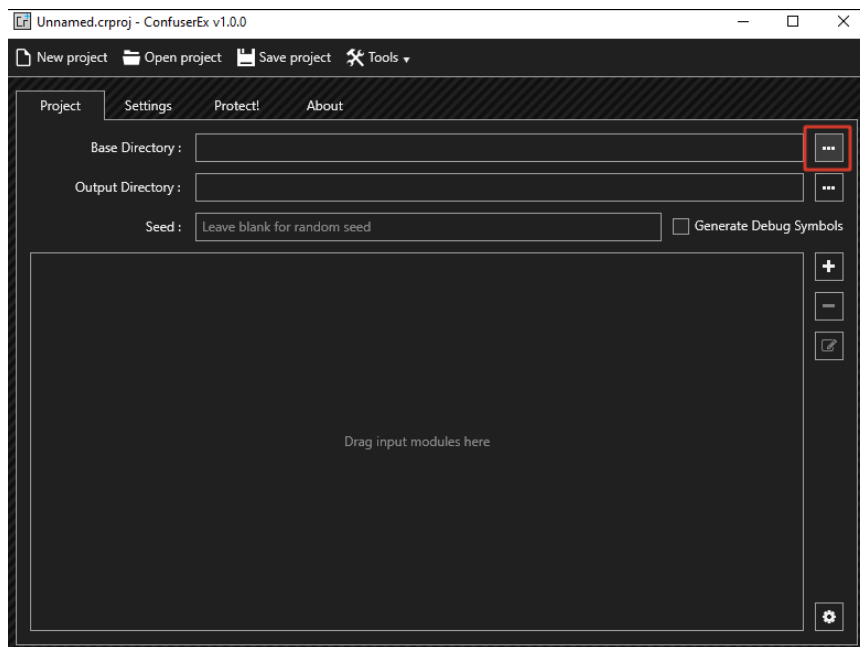 Unnamed.crproj - ConfuserEx v1.0.0
New project Open project Save project Tools
Project Settings Protect! About
Base Directory :
Output Directory :
Seed : Leave blank for random seed Generate Debug Symbols
Drag input modules here